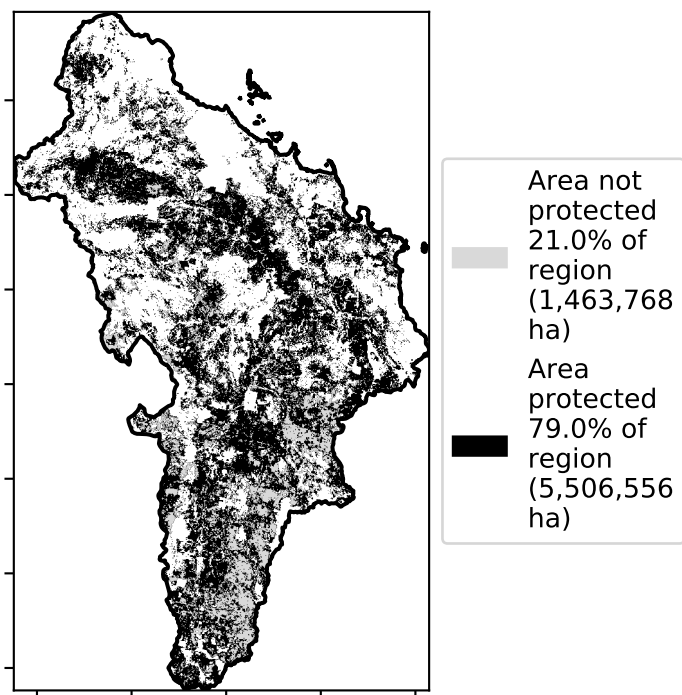 Area not
protected
21.0% of
region
(1,463,768
ha)
Area
protected
79.0% of
region
(5,506,556
ha)